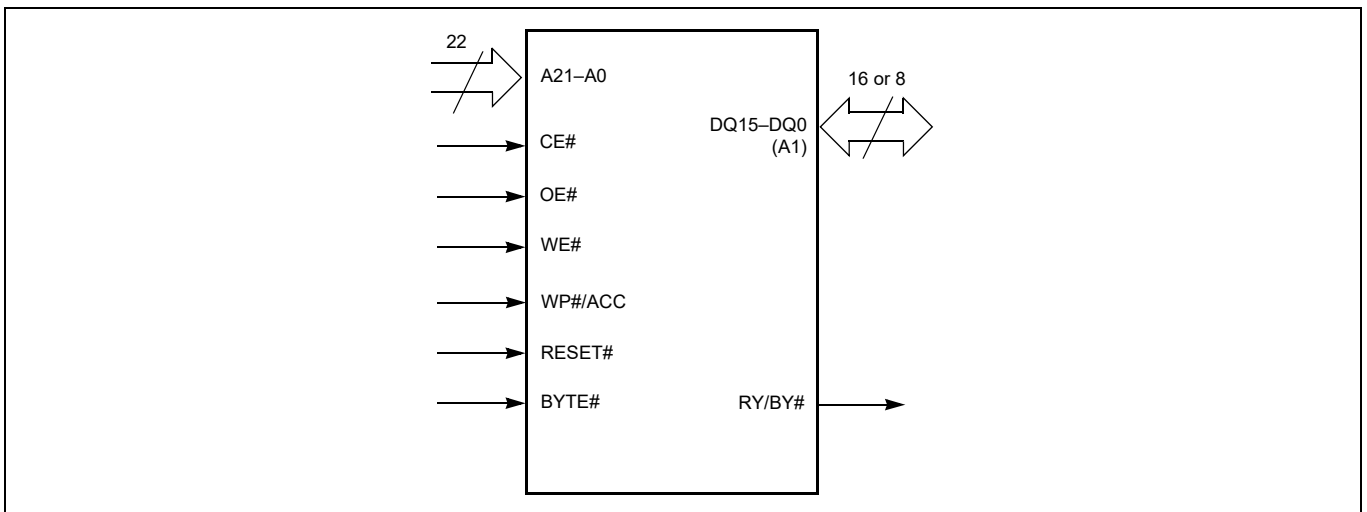 22
A21–A0
16 or 8
DQ15–DQ0
(A1)
CE#
OE#
WE#
WP#/ACC
RESET#
BYTE#
RY/BY#